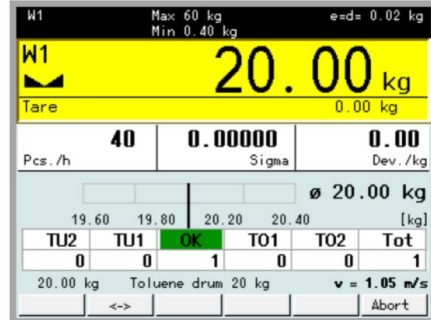 W1 Max 60 kg e=d= 0.02 kg
Min 0.40 kg
W1
20.00 kg
Tare 0.00 kg
40 0.00000 0.00
Pcs./h Sigma Dev./kg
ø 20.00 kg
19.60 19.80 20.20 20.40 [kg]
TU2 TU1 OK TO1 TO2 Tot
0 0 1 0 0 1
20.00 kg Toluene drum 20 kg v = 1.05 m/s
<-> Abort